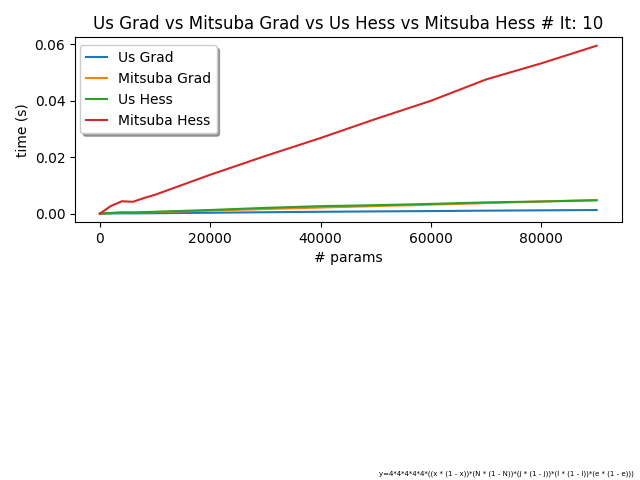 Us Grad vs Mitsuba Grad vs Us Hess vs Mitsuba Hess # It: 10
0.06
0.04
0.02
0.00
time (s)
Us Grad
Mitsuba Grad
Us Hess
Mitsuba Hess
0
20000
40000
60000
80000
# params
y=4*4*4*4*4*((x * (1 - x))*(N * (1 - N))*(j * (1 - j))*(l * (1 - l))*(e * (1 - e)))